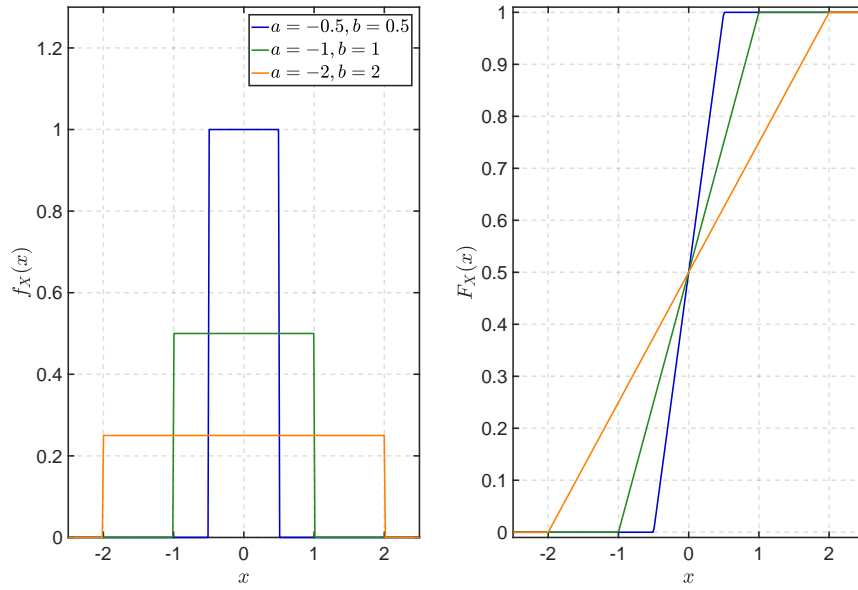 a = −0.5, b = 0.5
a = −1, b = 1
a = −2, b = 2
1.2
1
0.8
0.6
0.4
0.2
0
-2 -1 0 1 2
x
f_X(x)
1
0.9
0.8
0.7
0.6
0.5
0.4
0.3
0.2
0.1
0
-2 -1 0 1 2
x
F_X(x)